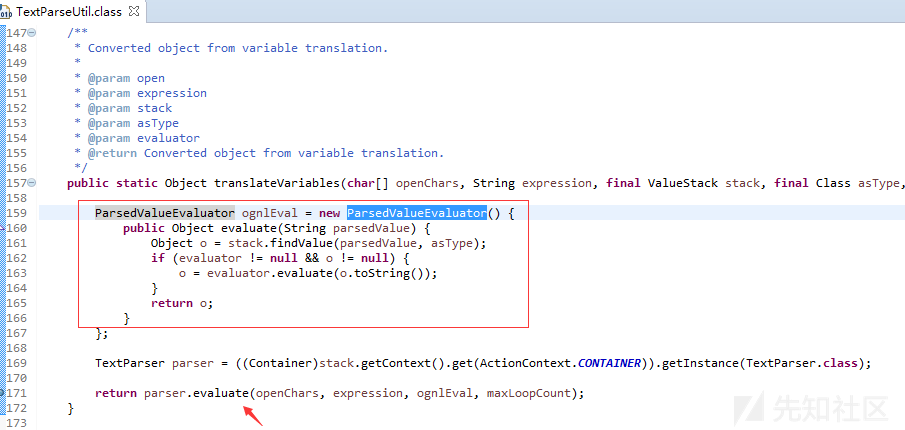 TextParseUtil.class
147 /**
148 * Converted object from variable translation.
149 *
150 * @param open
151 * @param expression
152 * @param stack
153 * @param asType
154 * @param evaluator
155 * @return Converted object from variable translation.
156 */
157 public static Object translateVariables(char[] openChars, String expression, final ValueStack stack, final Class asType,
158
159 ParsedValueEvaluator ognlEval = new ParsedValueEvaluator() {
160 public Object evaluate(String parsedValue) {
161 Object o = stack.findValue(parsedValue, asType);
162 if (evaluator != null && o != null) {
163 o = evaluator.evaluate(o.toString());
164 }
165 return o;
166 }
167 };
168
169 TextParser parser = ((Container)stack.getContext().get(ActionContext.CONTAINER)).getInstance(TextParser.class);
170
171 return parser.evaluate(openChars, expression, ognlEval, maxLoopCount);
172 }
173
先知社区